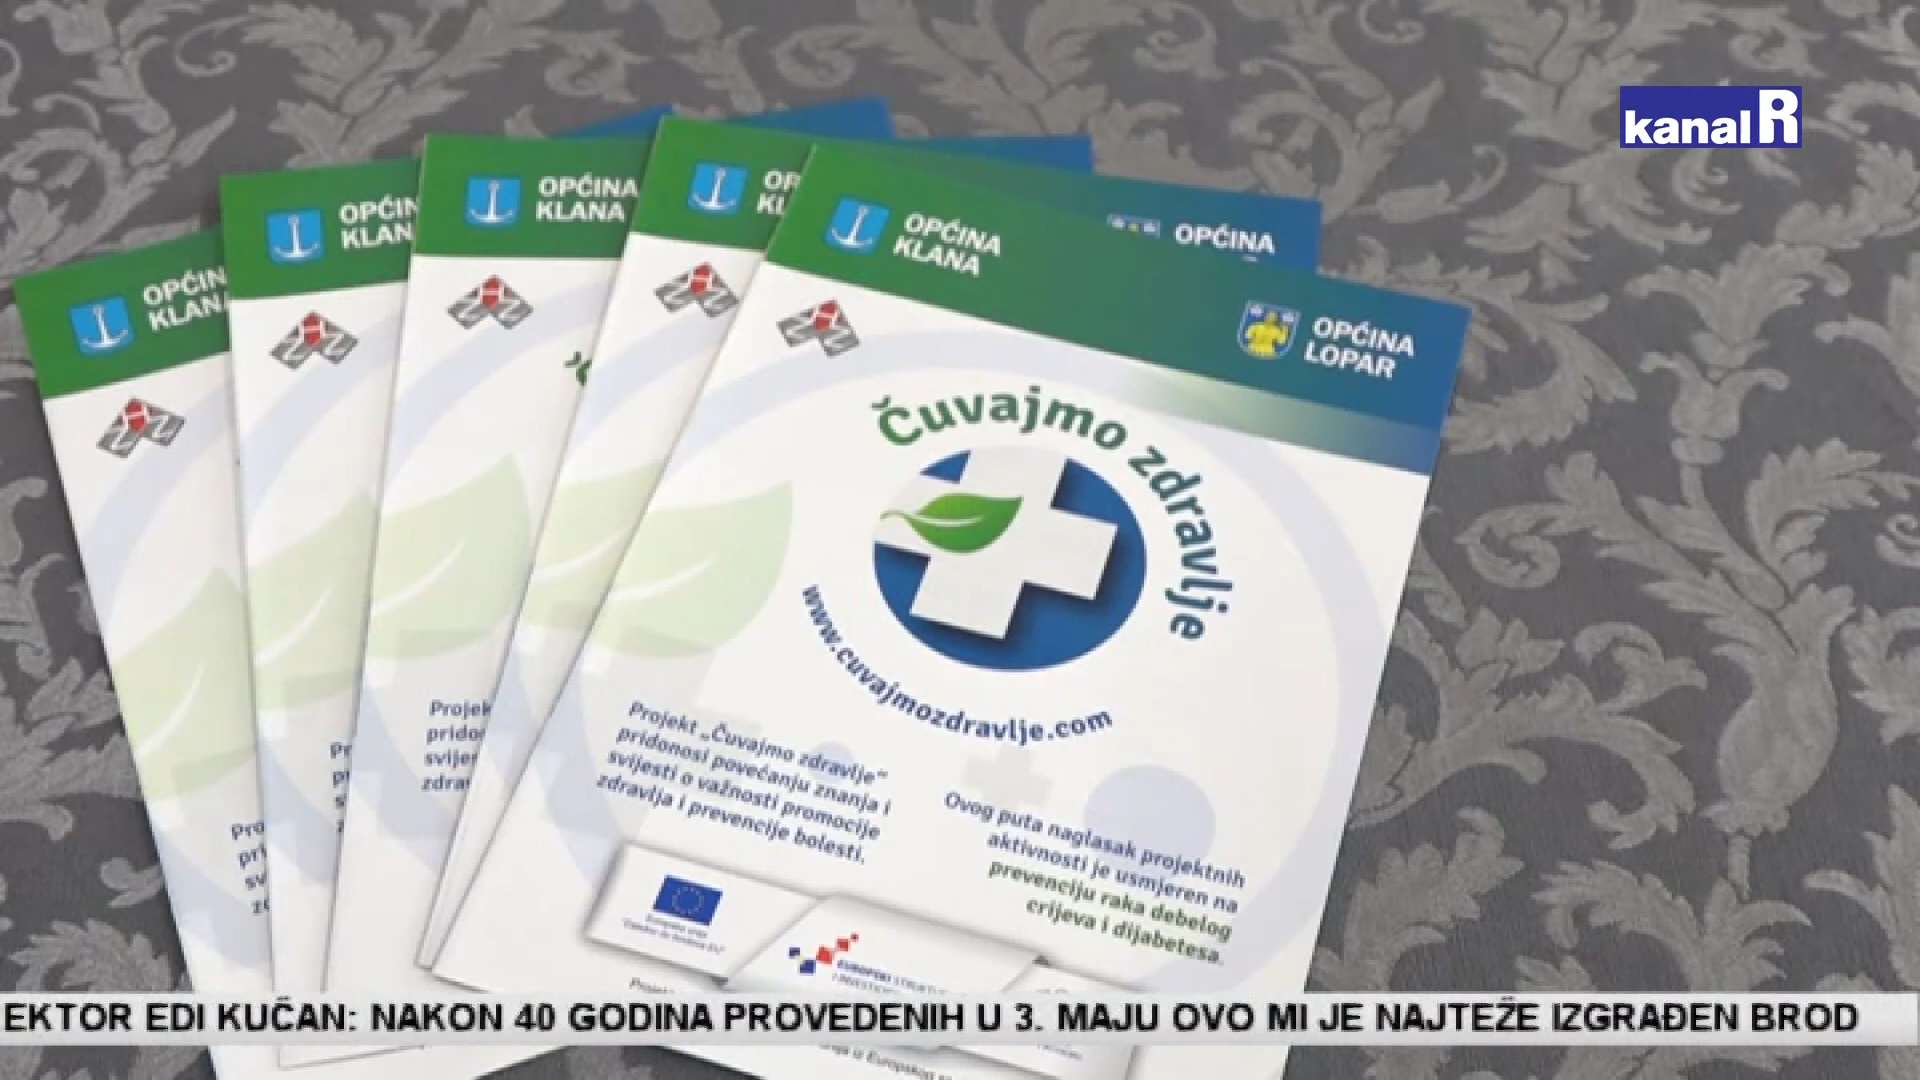 kanalR
OPĆINA
KLANA
OPĆINA
KLANA
OPĆINA
KLANA
OPĆINA
KLANA
OPĆINA
OPĆINA
LOPAR
Čuvajmo zdravlje
www.cuvajmozdravlje.com
Projekt „Čuvajmo zdravlje“
pridonosi povećanju znanja i
svijesti o važnosti promocije
zdravlja i prevencije bolesti.
Ovog puta naglasak projektnih
aktivnosti je usmjeren na
prevenciju raka debelog
crijeva i dijabetesa.
EKTOR EDI KUČAN: NAKON 40 GODINA PROVEDENIH U 3. MAJU OVO MI JE NAJTEŽE IZGRAĐEN BROD